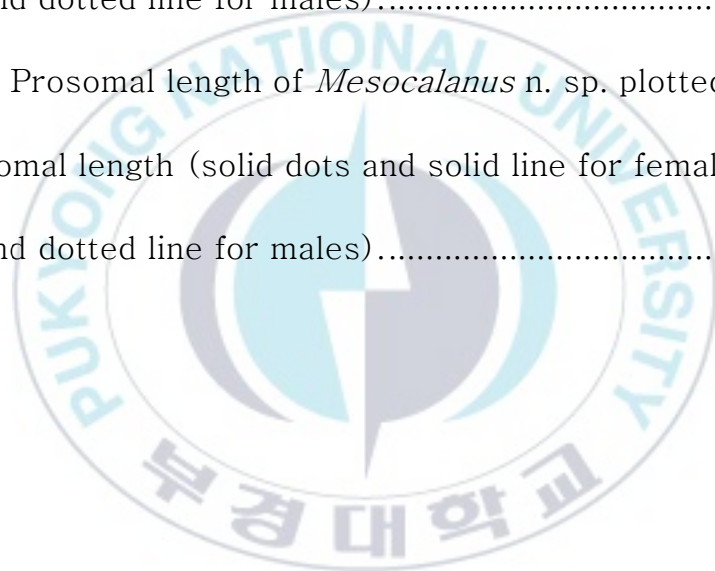 nd dotted line for males)...................................
Prosomal length of Mesocalanus n. sp. plotted
omal length (solid dots and solid line for femal
nd dotted line for males)...................................
PUKYONG NATIONAL UNIVERSITY
부경대학교